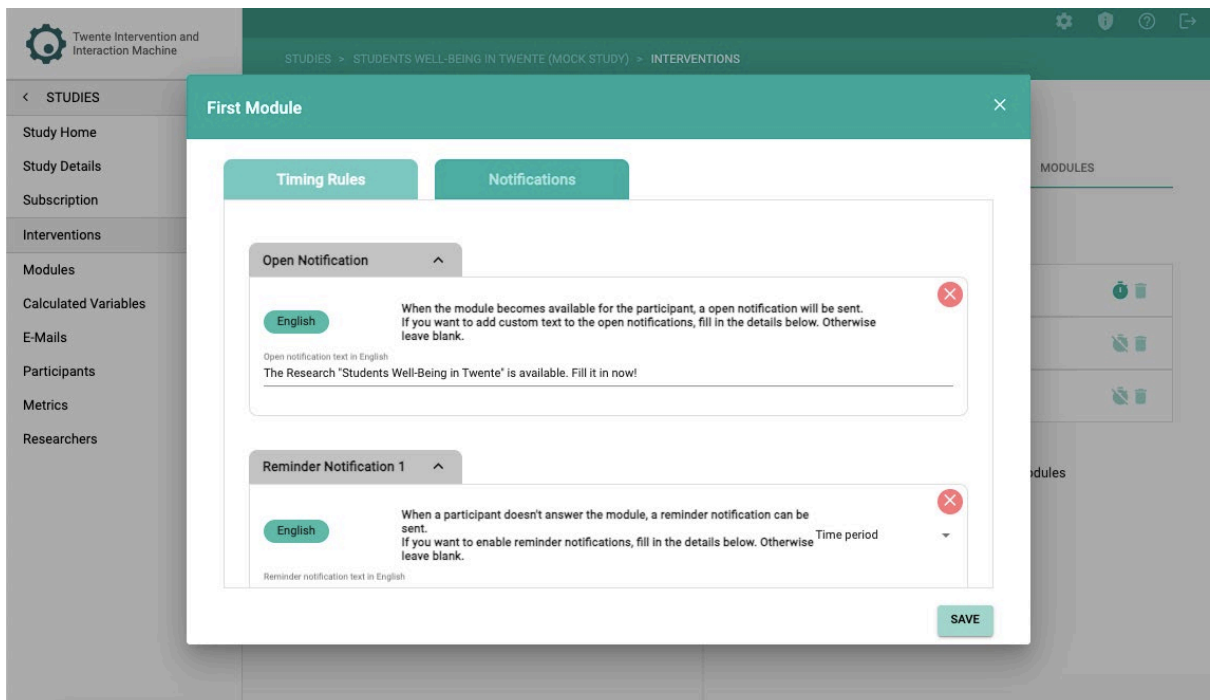 Twente Intervention and
Interaction Machine
STUDIES > STUDENTS WELL-BEING IN TWENTE (MOCK STUDY) > INTERVENTIONS
< STUDIES
Study Home
Study Details
Subscription
Interventions
Modules
Calculated Variables
E-Mails
Participants
Metrics
Researchers
First Module
Timing Rules
Notifications
MODULES
Open Notification
English
When the module becomes available for the participant, a open notification will be sent.
If you want to add custom text to the open notifications, fill in the details below. Otherwise
leave blank.
Open notification text in English
The Research "Students Well-Being in Twente" is available. Fill it in now!
Reminder Notification 1
English
When a participant doesn't answer the module, a reminder notification can be
sent.
If you want to enable reminder notifications, fill in the details below. Otherwise
leave blank.
Time period
Reminder notification text in English
SAVE